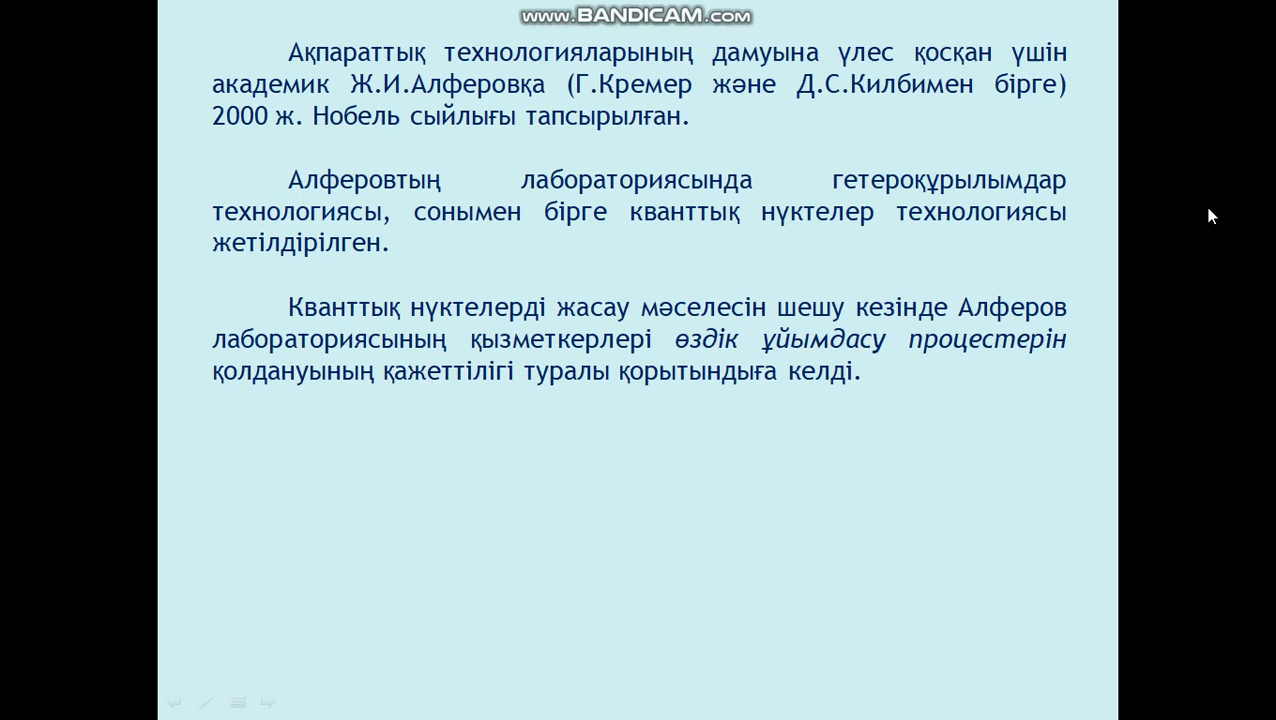 www.BANDICAM.com
Ақпараттық технологияларының дамуына үлес қосқан үшін
академик Ж.И.Алферовқа (Г.Кремер және Д.С.Килбимен бірге)
2000 ж. Нобель сыйлығы тапсырылған.
Алферовтың лабораториясында гетероқұрылымдар
технологиясы, сонымен бірге кванттық нүктелер технологиясы
жетілдірілген.
Кванттық нүктелерді жасау мәселесін шешу кезінде Алферов
лабораториясының қызметкерлері өздік ұйымдасу процестерін
қолдануының қажеттілігі туралы қорытындыға келді.